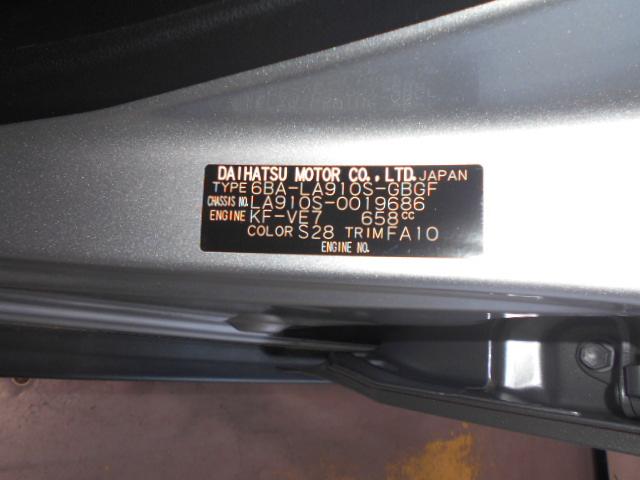 DAIHATSU MOTOR CO., LTD. JAPAN
TYPE 6BA-LA910S-GBGF
CHASSIS NO. LA910S-0019686
ENGINE KF-VE7 658cc
COLOR S28 TRIM FA10
ENGINE NO.